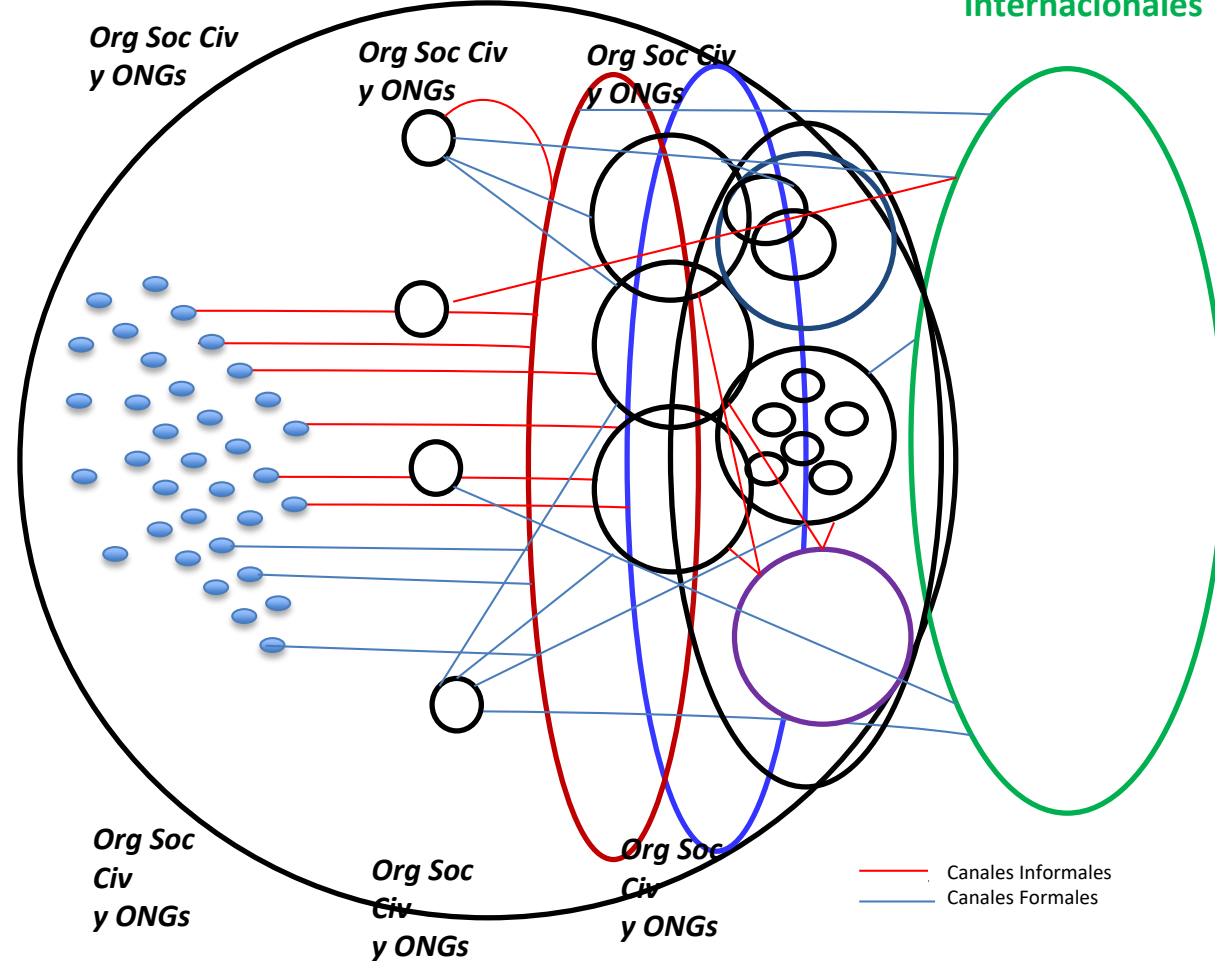 Internacionales
Org Soc Civ
y ONGs
Org Soc Civ
y ONGs
Org Soc Civ
y ONGs
Org Soc
Civ
y ONGs
Org Soc
Civ
y ONGs
Org Soc
Civ
y ONGs
Canales Informales
Canales Formales